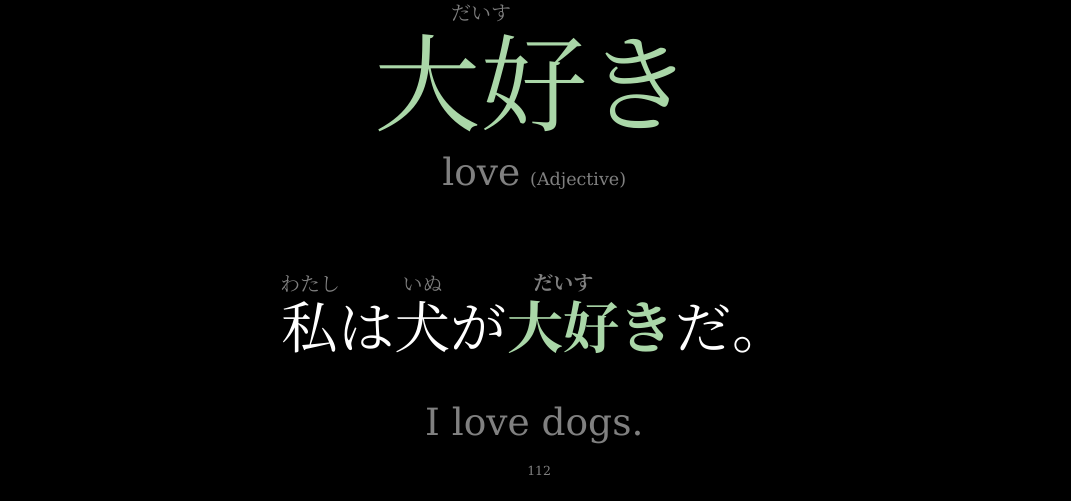 だいす
大好き
love (Adjective)
わたし いぬ だいす
私は犬が大好きだ。
I love dogs.
112